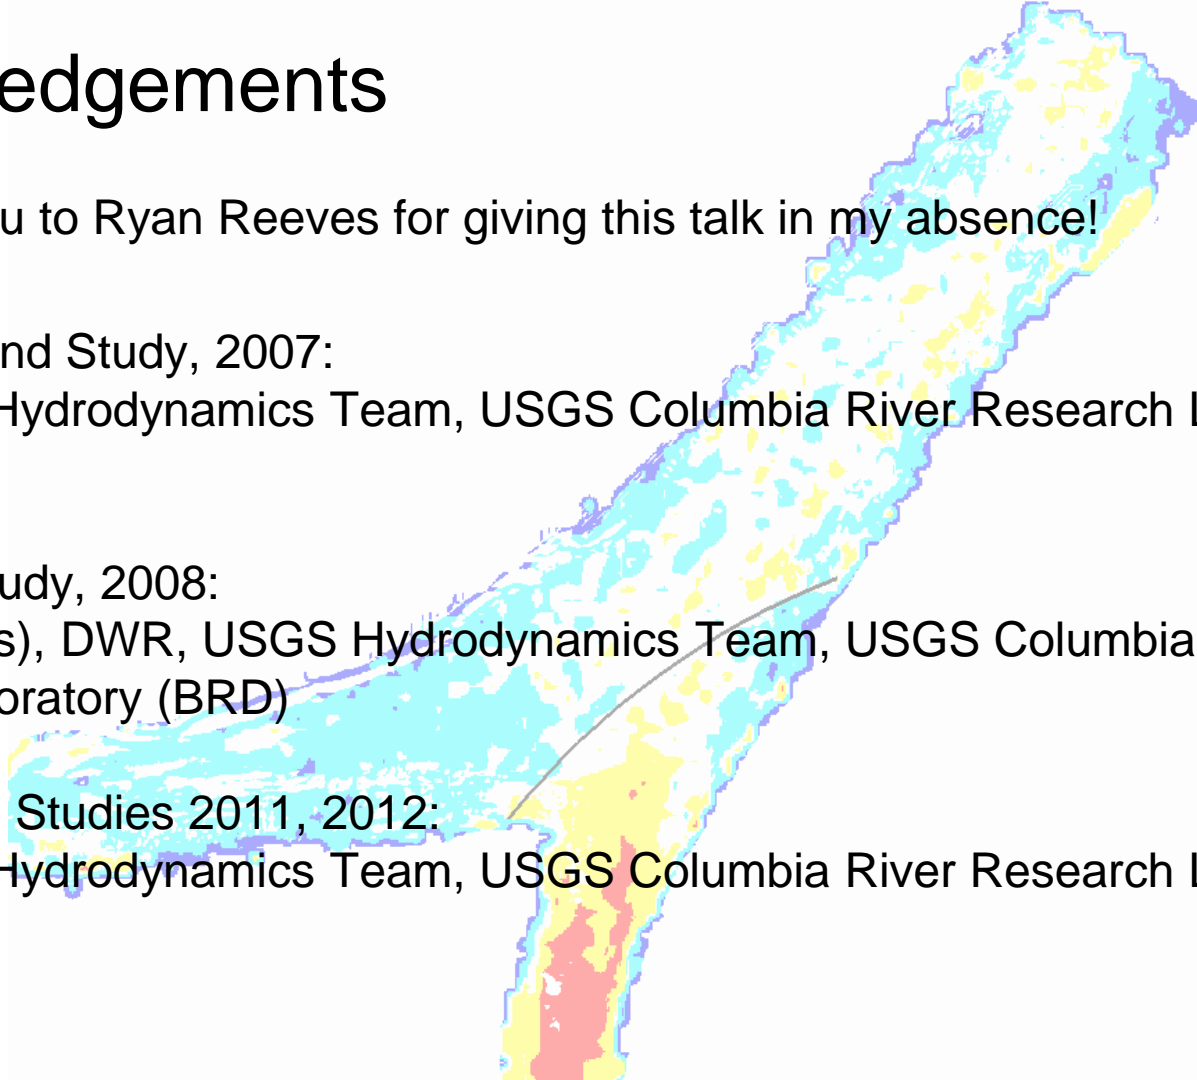 edgements
u to Ryan Reeves for giving this talk in my absence!
nd Study, 2007:
Hydrodynamics Team, USGS Columbia River Research L
udy, 2008:
s), DWR, USGS Hydrodynamics Team, USGS Columbia
oratory (BRD)
Studies 2011, 2012:
Hydrodynamics Team, USGS Columbia River Research L